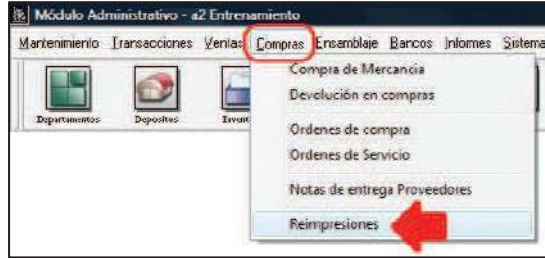 Módulo Administrativo - a2 Entrenamiento
Mantenimiento Transacciones Ventas Compras Ensamblaje Bancos Informes Sistema
Compra de Mercancia
Devolución en compras
Departamentos Depositos
Ordenes de compra
Ordenes de Servicio
Notas de entrega Proveedores
Reimpresiones